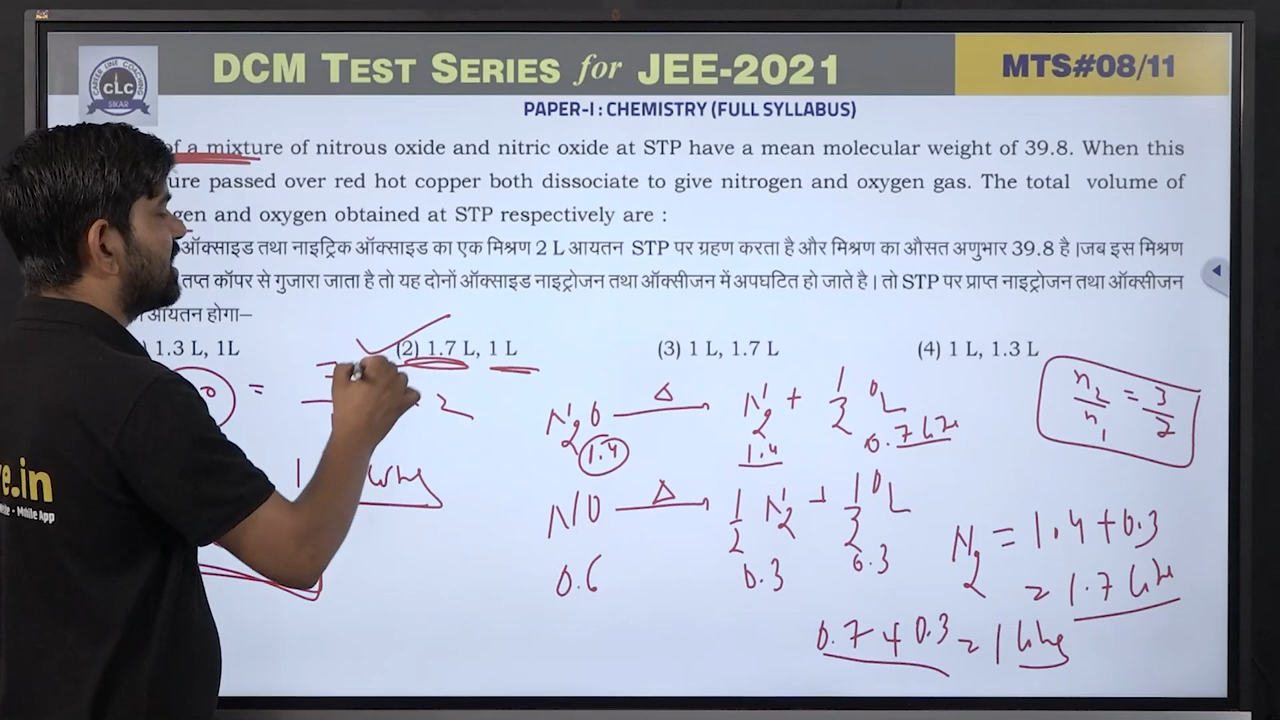 DCM TEST SERIES for JEE-2021
MTS#08/11
CAREER LINE COACHING
CLC
SIKAR
PAPER-I : CHEMISTRY (FULL SYLLABUS)
of a mixture of nitrous oxide and nitric oxide at STP have a mean molecular weight of 39.8. When this
ure passed over red hot copper both dissociate to give nitrogen and oxygen gas. The total volume of
gen and oxygen obtained at STP respectively are :
ऑक्साइड तथा नाइट्रिक ऑक्साइड का एक मिश्रण 2 L आयतन STP पर ग्रहण करता है और मिश्रण का औसत अणुभार 39.8 है।जब इस मिश्रण
तप्त कॉपर से गुजारा जाता है तो यह दोनों ऑक्साइड नाइट्रोजन तथा ऑक्सीजन में अपघटित हो जाते है। तो STP पर प्राप्त नाइट्रोजन तथा ऑक्सीजन
आयतन होगा–
1.3 L, 1L (2) 1.7 L, 1 L (3) 1 L, 1.7 L (4) 1 L, 1.3 L
n2/n1 = 3/2
= 2
N2O Δ N2 + 1/2 O2
1.4 1.4 0.7
NO Δ 1/2 N2 + 1/2 O2
0.6 0.3 0.3
N2 = 1.4 + 0.3
= 1.7
0.7 + 0.3 = 1
e.in